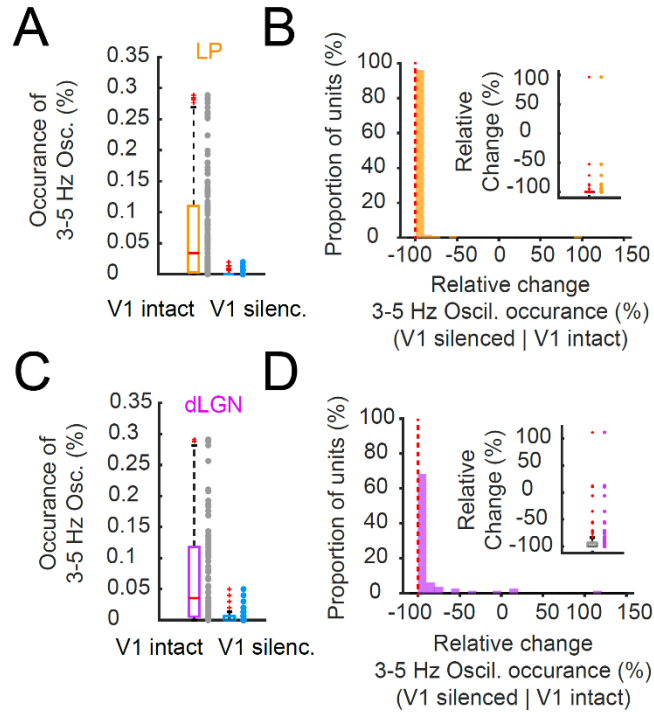 A
LP
Occurance of
3-5 Hz Osc. (%)
0.35
0.3
0.25
0.2
0.15
0.1
0.05
0
V1 intact V1 silenc.
B
Proportion of units (%)
100
80
60
40
20
0
-100 -50 0 50 100 150
Relative change
3-5 Hz Oscil. occurance (%)
(V1 silenced | V1 intact)
Relative
Change (%)
100
50
0
-50
-100
C
dLGN
Occurance of
3-5 Hz Osc. (%)
0.35
0.3
0.25
0.2
0.15
0.1
0.05
0
V1 intact V1 silenc.
D
Proportion of units (%)
100
80
60
40
20
0
-100 -50 0 50 100 150
Relative change
3-5 Hz Oscil. occurance (%)
(V1 silenced | V1 intact)
Relative
Change (%)
100
50
0
-50
-100